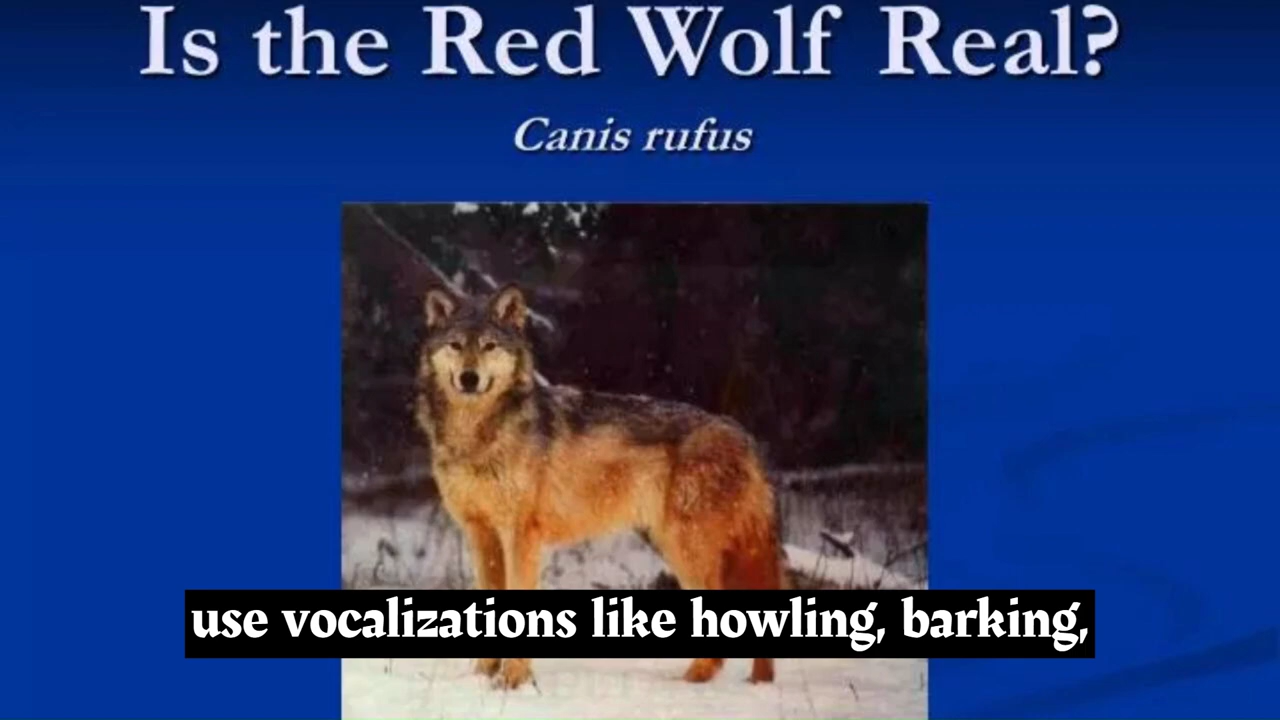 Is the Red Wolf Real?
Canis rufus
use vocalizations like howling, barking,